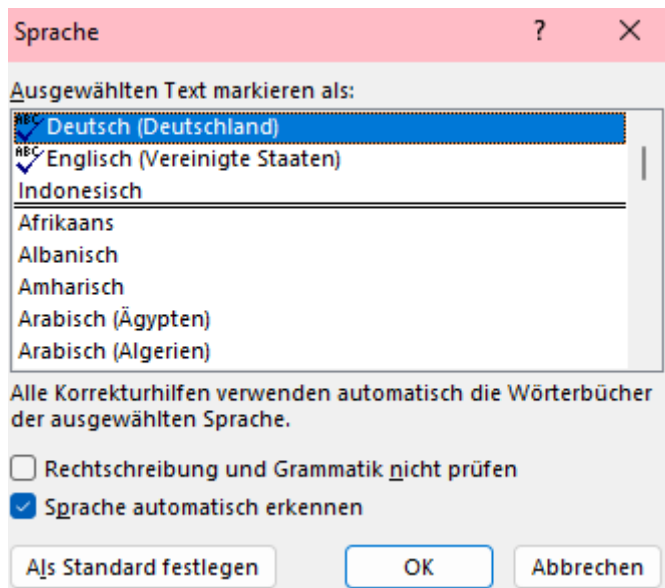 Sprache ?
Ausgewählten Text markieren als:
ABC Deutsch (Deutschland)
ABC Englisch (Vereinigte Staaten)
Indonesisch
Afrikaans
Albanisch
Amharisch
Arabisch (Ägypten)
Arabisch (Algerien)
Alle Korrekturhilfen verwenden automatisch die Wörterbücher
der ausgewählten Sprache.
Rechtschreibung und Grammatik nicht prüfen
Sprache automatisch erkennen
Als Standard festlegen OK Abbrechen